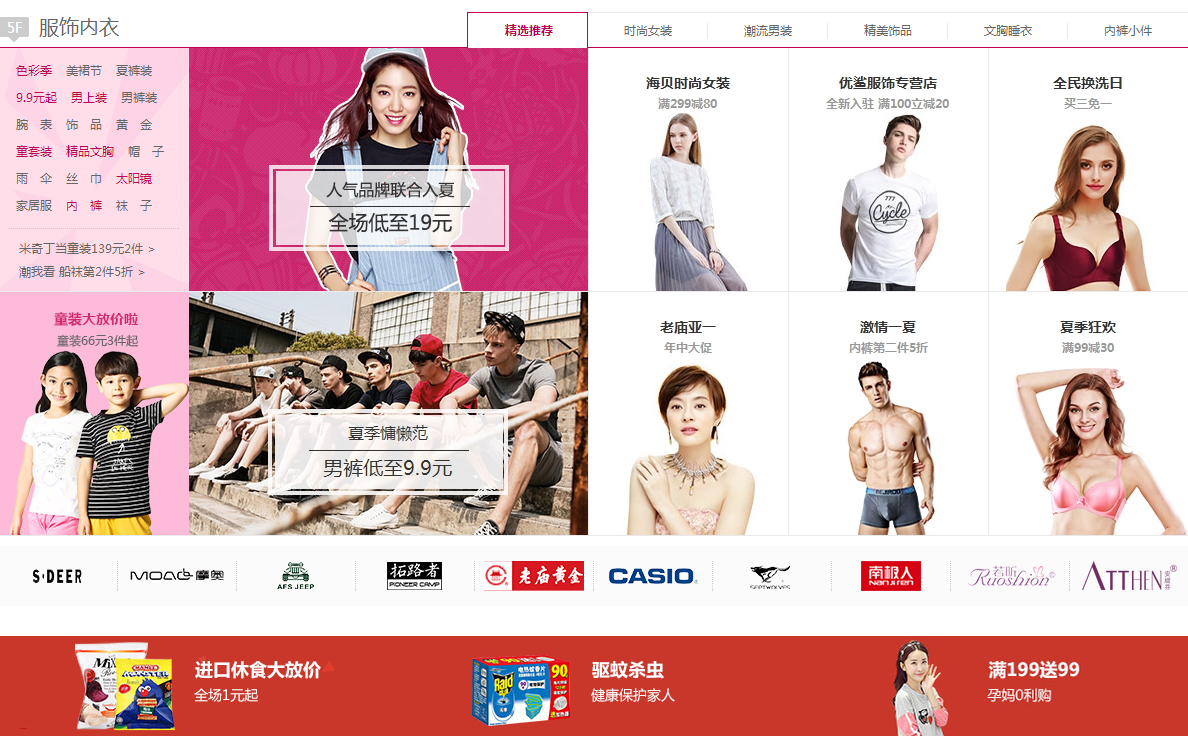 5F 服饰内衣
精选推荐 时尚女装 潮流男装 精美饰品 文胸睡衣 内裤小件
色彩季 美裙节 夏裤装
9.9元起 男上装 男裤装
腕 表 饰 品 黄 金
童套装 精品文胸 帽 子
雨 伞 丝 巾 太阳镜
家居服 内 裤 袜 子
米奇丁当童装139元2件 >
潮我看 船袜第2件5折 >
人气品牌联合入夏
全场低至19元
海贝时尚女装
满299减80
优鲨服饰专营店
全新入驻 满100立减20
777
Cycle
全民换洗日
买三免一
童装大放价啦
童装66元3件起
夏季慵懒范
男裤低至9.9元
老庙亚一
年中大促
激情一夏
内裤第二件5折
夏季狂欢
满99减30
S·DEER
AFS JEEP
拓路者
PIONEER CAMP
老庙黄金
CASIO
SEPTWOLVES
南极人
NANJIREN
若昕
Ruoshion
ATTHEN
®
进口休食大放价
全场1元起
Mix
MAMEE
MONSTER
Raid
90
驱蚊杀虫
健康保护家人
满199送99
孕妈0利购